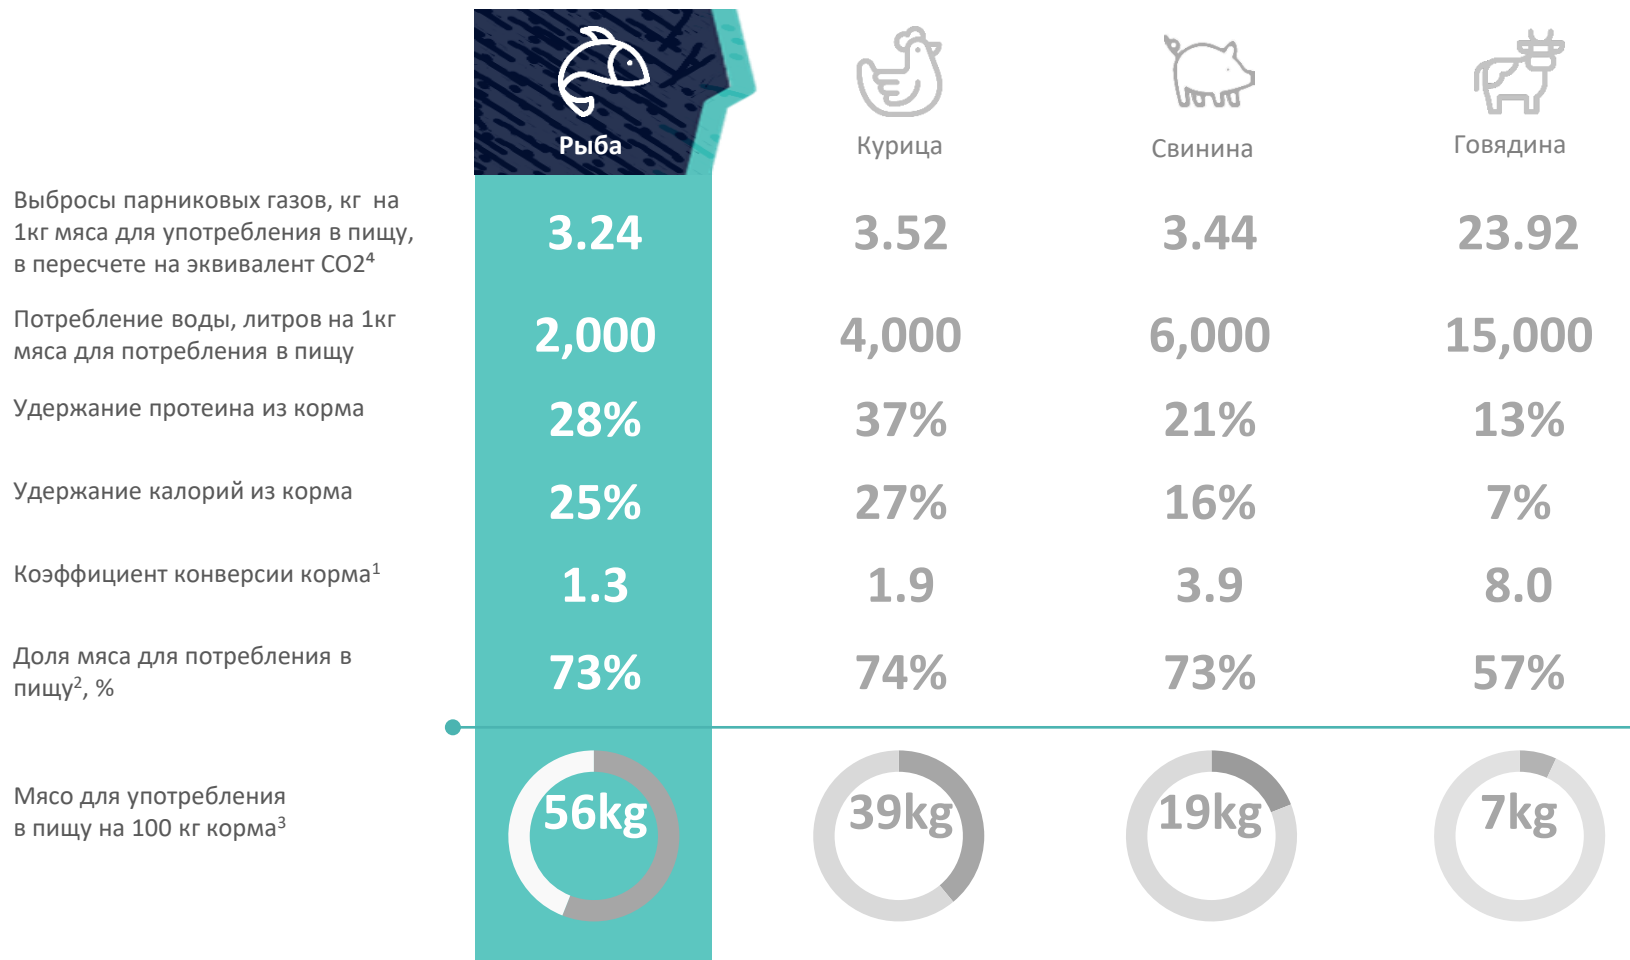 Рыба
Курица
Свинина
Говядина
Выбросы парниковых газов, кг на
1кг мяса для употребления в пищу,
в пересчете на эквивалент CO2⁴
3.24
3.52
3.44
23.92
Потребление воды, литров на 1кг
мяса для потребления в пищу
2,000
4,000
6,000
15,000
Удержание протеина из корма
28%
37%
21%
13%
Удержание калорий из корма
25%
27%
16%
7%
Коэффициент конверсии корма¹
1.3
1.9
3.9
8.0
Доля мяса для потребления в
пищу², %
73%
74%
73%
57%
Мясо для употребления
в пищу на 100 кг корма³
56kg
39kg
19kg
7kg